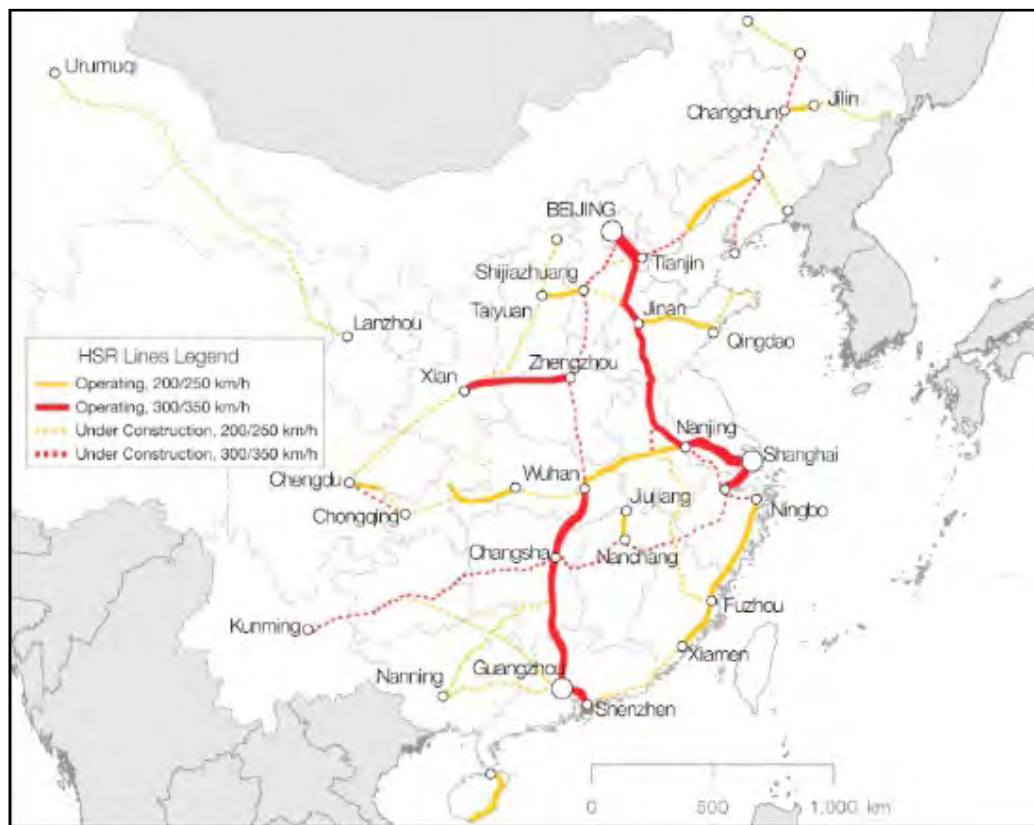 Urumuqi
Changchun
Jilin
BEIJING
Tianjin
Shijiazhuang
Taiyuan
Jinan
Qingdao
Lanzhou
HSR Lines Legend
Operating, 200/250 km/h
Operating, 300/350 km/h
Under Construction, 200/250 km/h
Under Construction, 300/350 km/h
Zhengzhou
Xian
Nanjing
Shanghai
Wuhan
Chengdu
Jiujiang
Ningbo
Chongqing
Nanchang
Changsha
Fuzhou
Kunming
Xiamen
Nanning
Guangzhou
Shenzhen
0 500 1,000 km